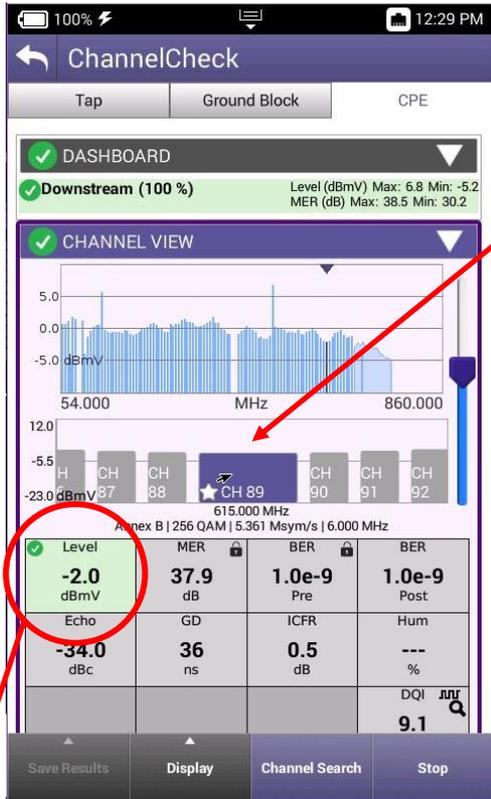 100% 12:29 PM
ChannelCheck
Tap Ground Block CPE
DASHBOARD
Downstream (100 %) Level (dBmV) Max: 6.8 Min: -5.2
MER (dB) Max: 38.5 Min: 30.2
CHANNEL VIEW
5.0
0.0
-5.0 dBmV
54.000 MHz 860.000
12.0
-5.5
-23.0 dBmV
CH 87
CH 88
CH 89
CH 90
CH 91
CH 92
615.000 MHz
Annex B | 256 QAM | 5.361 Msym/s | 6.000 MHz
Level MER BER BER
-2.0 37.9 1.0e-9 1.0e-9
dBmV dB Pre Post
Echo GD ICFR Hum
-34.0 36 0.5 ---
dBc ns dB %
DQI
9.1
Save Results Display Channel Search Stop